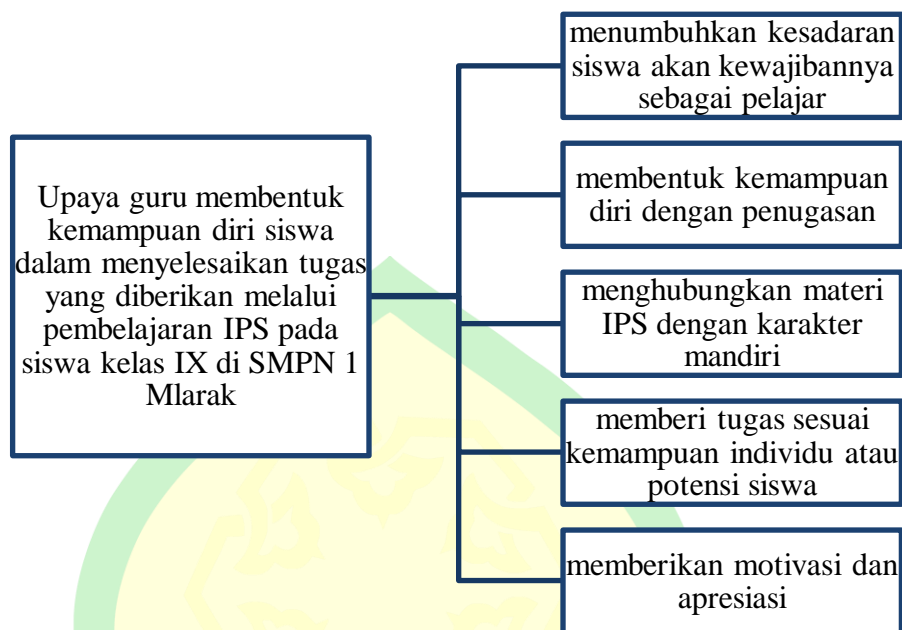 Upaya guru membentuk
kemampuan diri siswa
dalam menyelesaikan tugas
yang diberikan melalui
pembelajaran IPS pada
siswa kelas IX di SMPN 1
Mlarak
menumbuhkan kesadaran
siswa akan kewajibannya
sebagai pelajar
membentuk kemampuan
diri dengan penugasan
menghubungkan materi
IPS dengan karakter
mandiri
memberi tugas sesuai
kemampuan individu atau
potensi siswa
memberikan motivasi dan
apresiasi